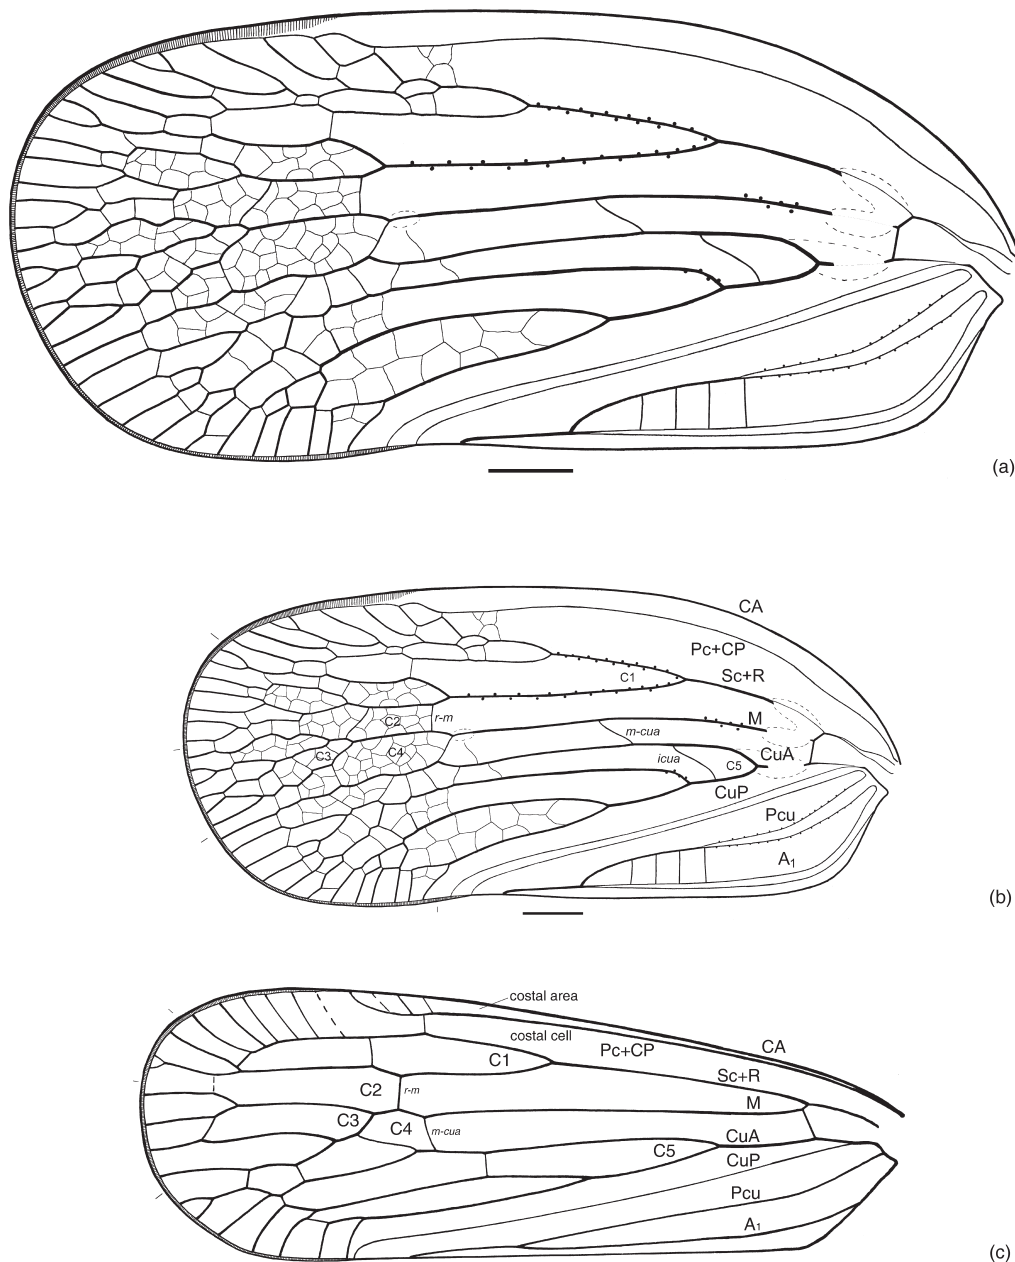 (a)
CA
Pc+CP
C1
Sc+R
C2
r-m
M
m-cua
C3
C4
icua
C5
CuA
CuP
Pcu
A1
(b)
costal area
costal cell
Pc+CP
CA
C1
Sc+R
C2
r-m
M
C3
C4
m-cua
CuA
C5
CuP
Pcu
A1
(c)